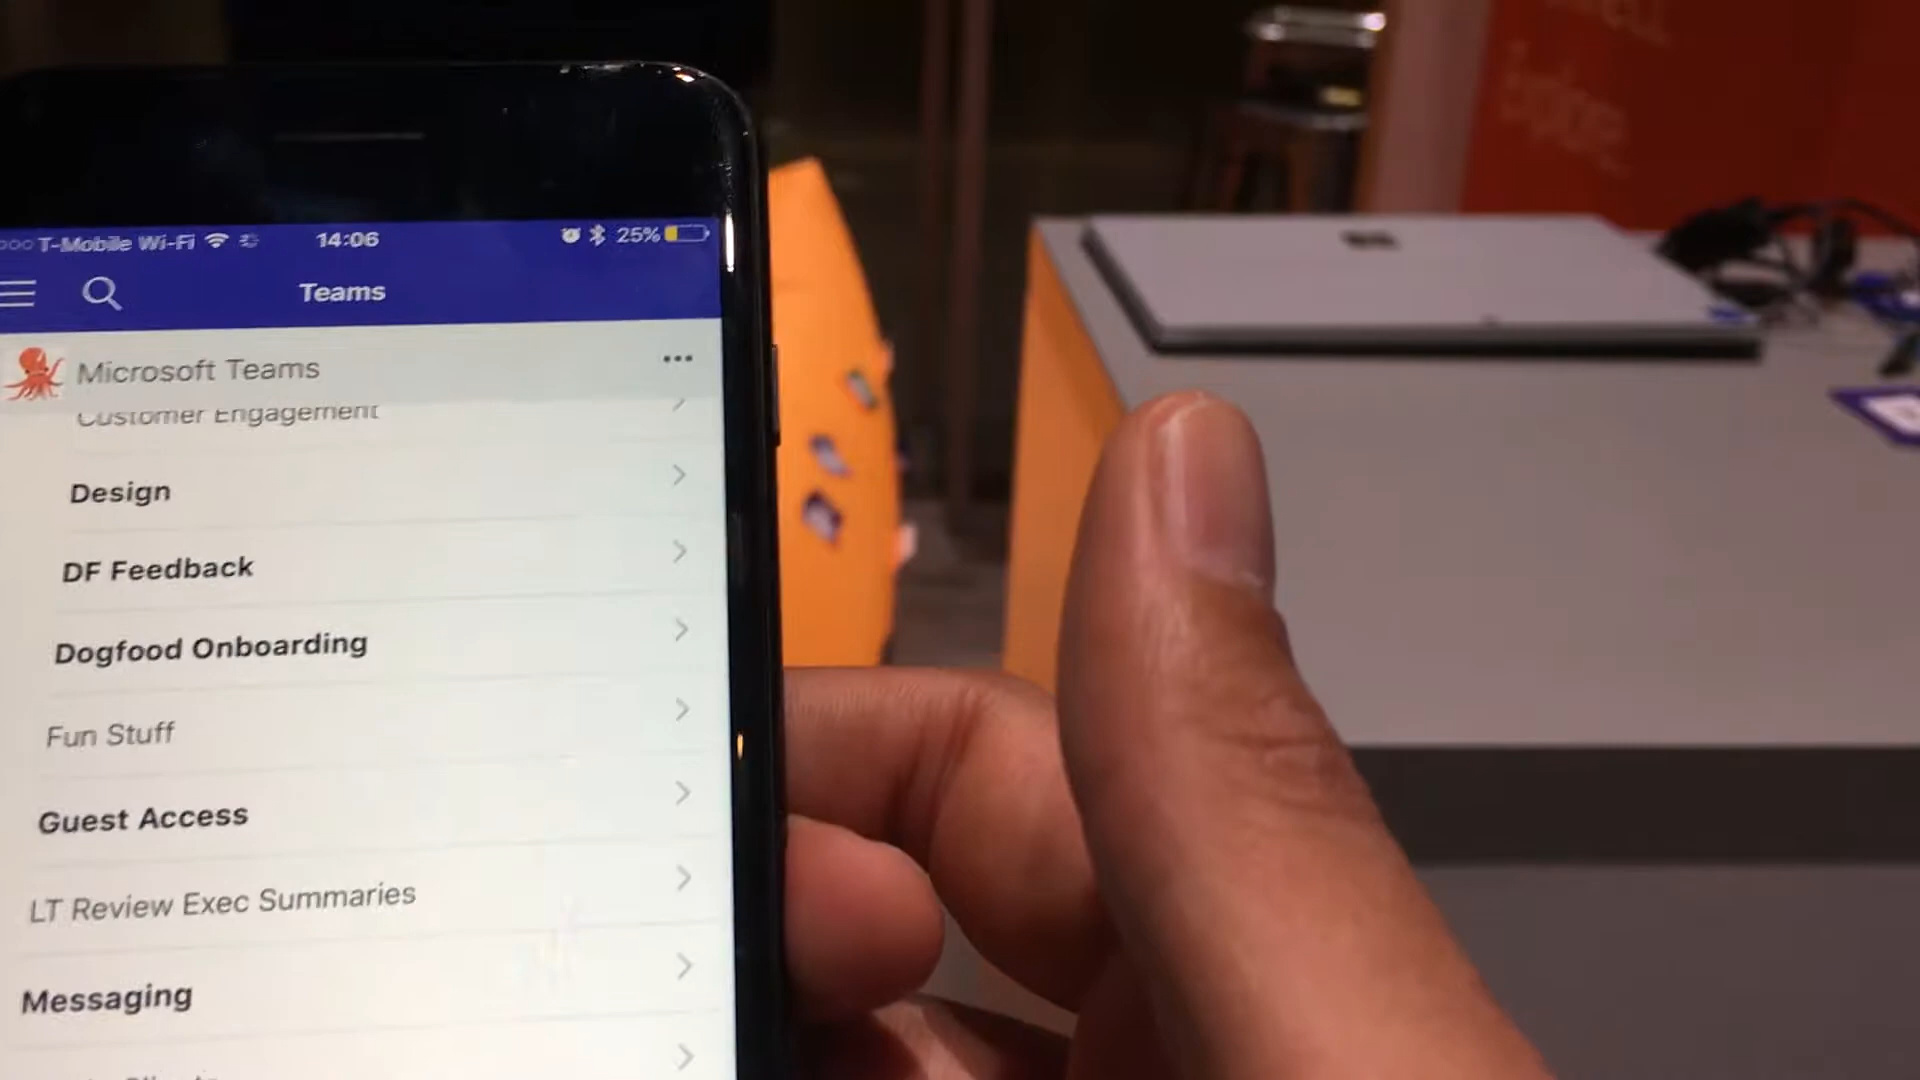 T-Mobile Wi-Fi 14:06 25%
Teams
Microsoft Teams
Customer Engagement
Design
DF Feedback
Dogfood Onboarding
Fun Stuff
Guest Access
LT Review Exec Summaries
Messaging